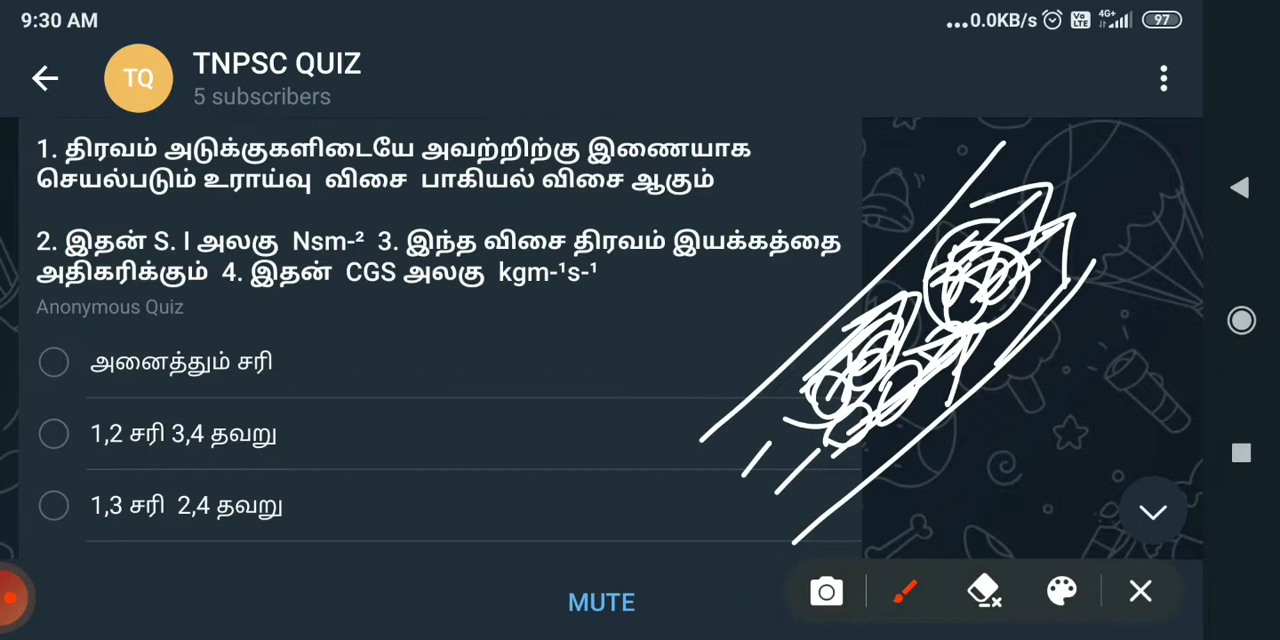 9:30 AM
...0.0KB/s Vo LTE 4G+ 97
TQ
TNPSC QUIZ
5 subscribers
1. திரவம் அடுக்குகளிடையே அவற்றிற்கு இணையாக
செயல்படும் உராய்வு விசை பாகியல் விசை ஆகும்
2. இதன் S. I அலகு Nsm-² 3. இந்த விசை திரவம் இயக்கத்தை
அதிகரிக்கும் 4. இதன் CGS அலகு kgm-¹s-¹
Anonymous Quiz
அனைத்தும் சரி
1,2 சரி 3,4 தவறு
1,3 சரி 2,4 தவறு
MUTE